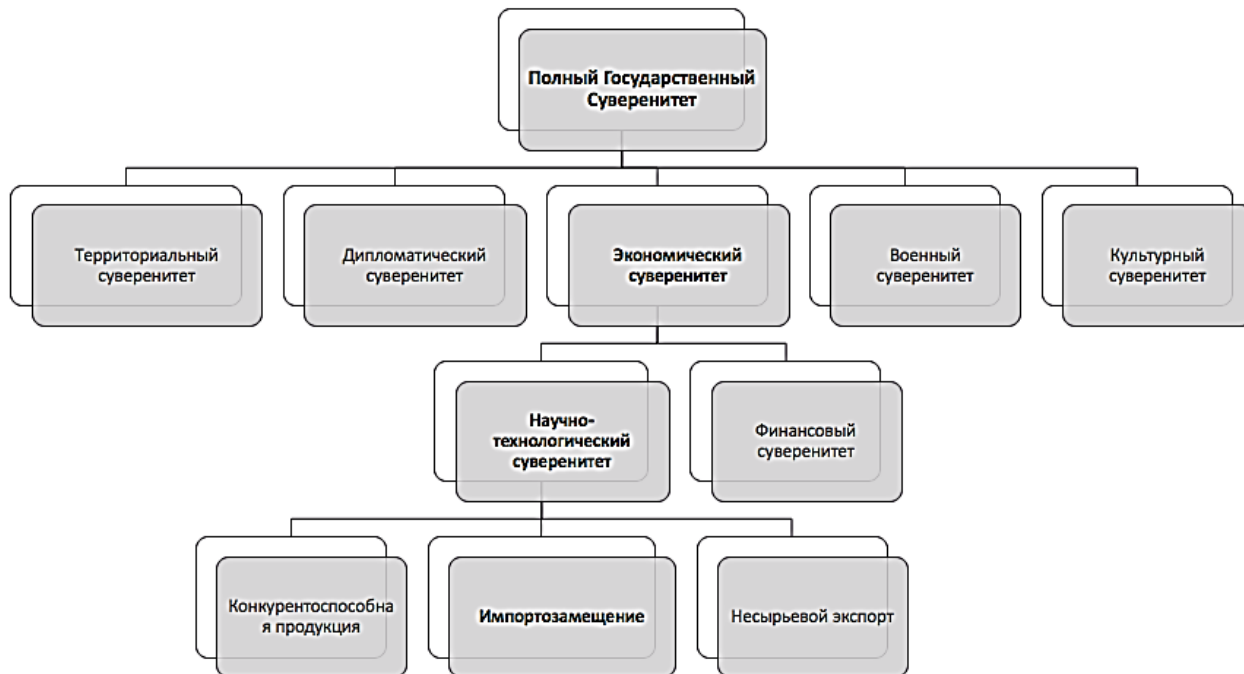 Полный Государственный
Суверенитет
Территориальный
суверенитет
Дипломатический
суверенитет
Экономический
суверенитет
Военный
суверенитет
Культурный
суверенитет
Научно-
технологический
суверенитет
Финансовый
суверенитет
Конкурентоспособна
я продукция
Импортозамещение
Несырьевой экспорт